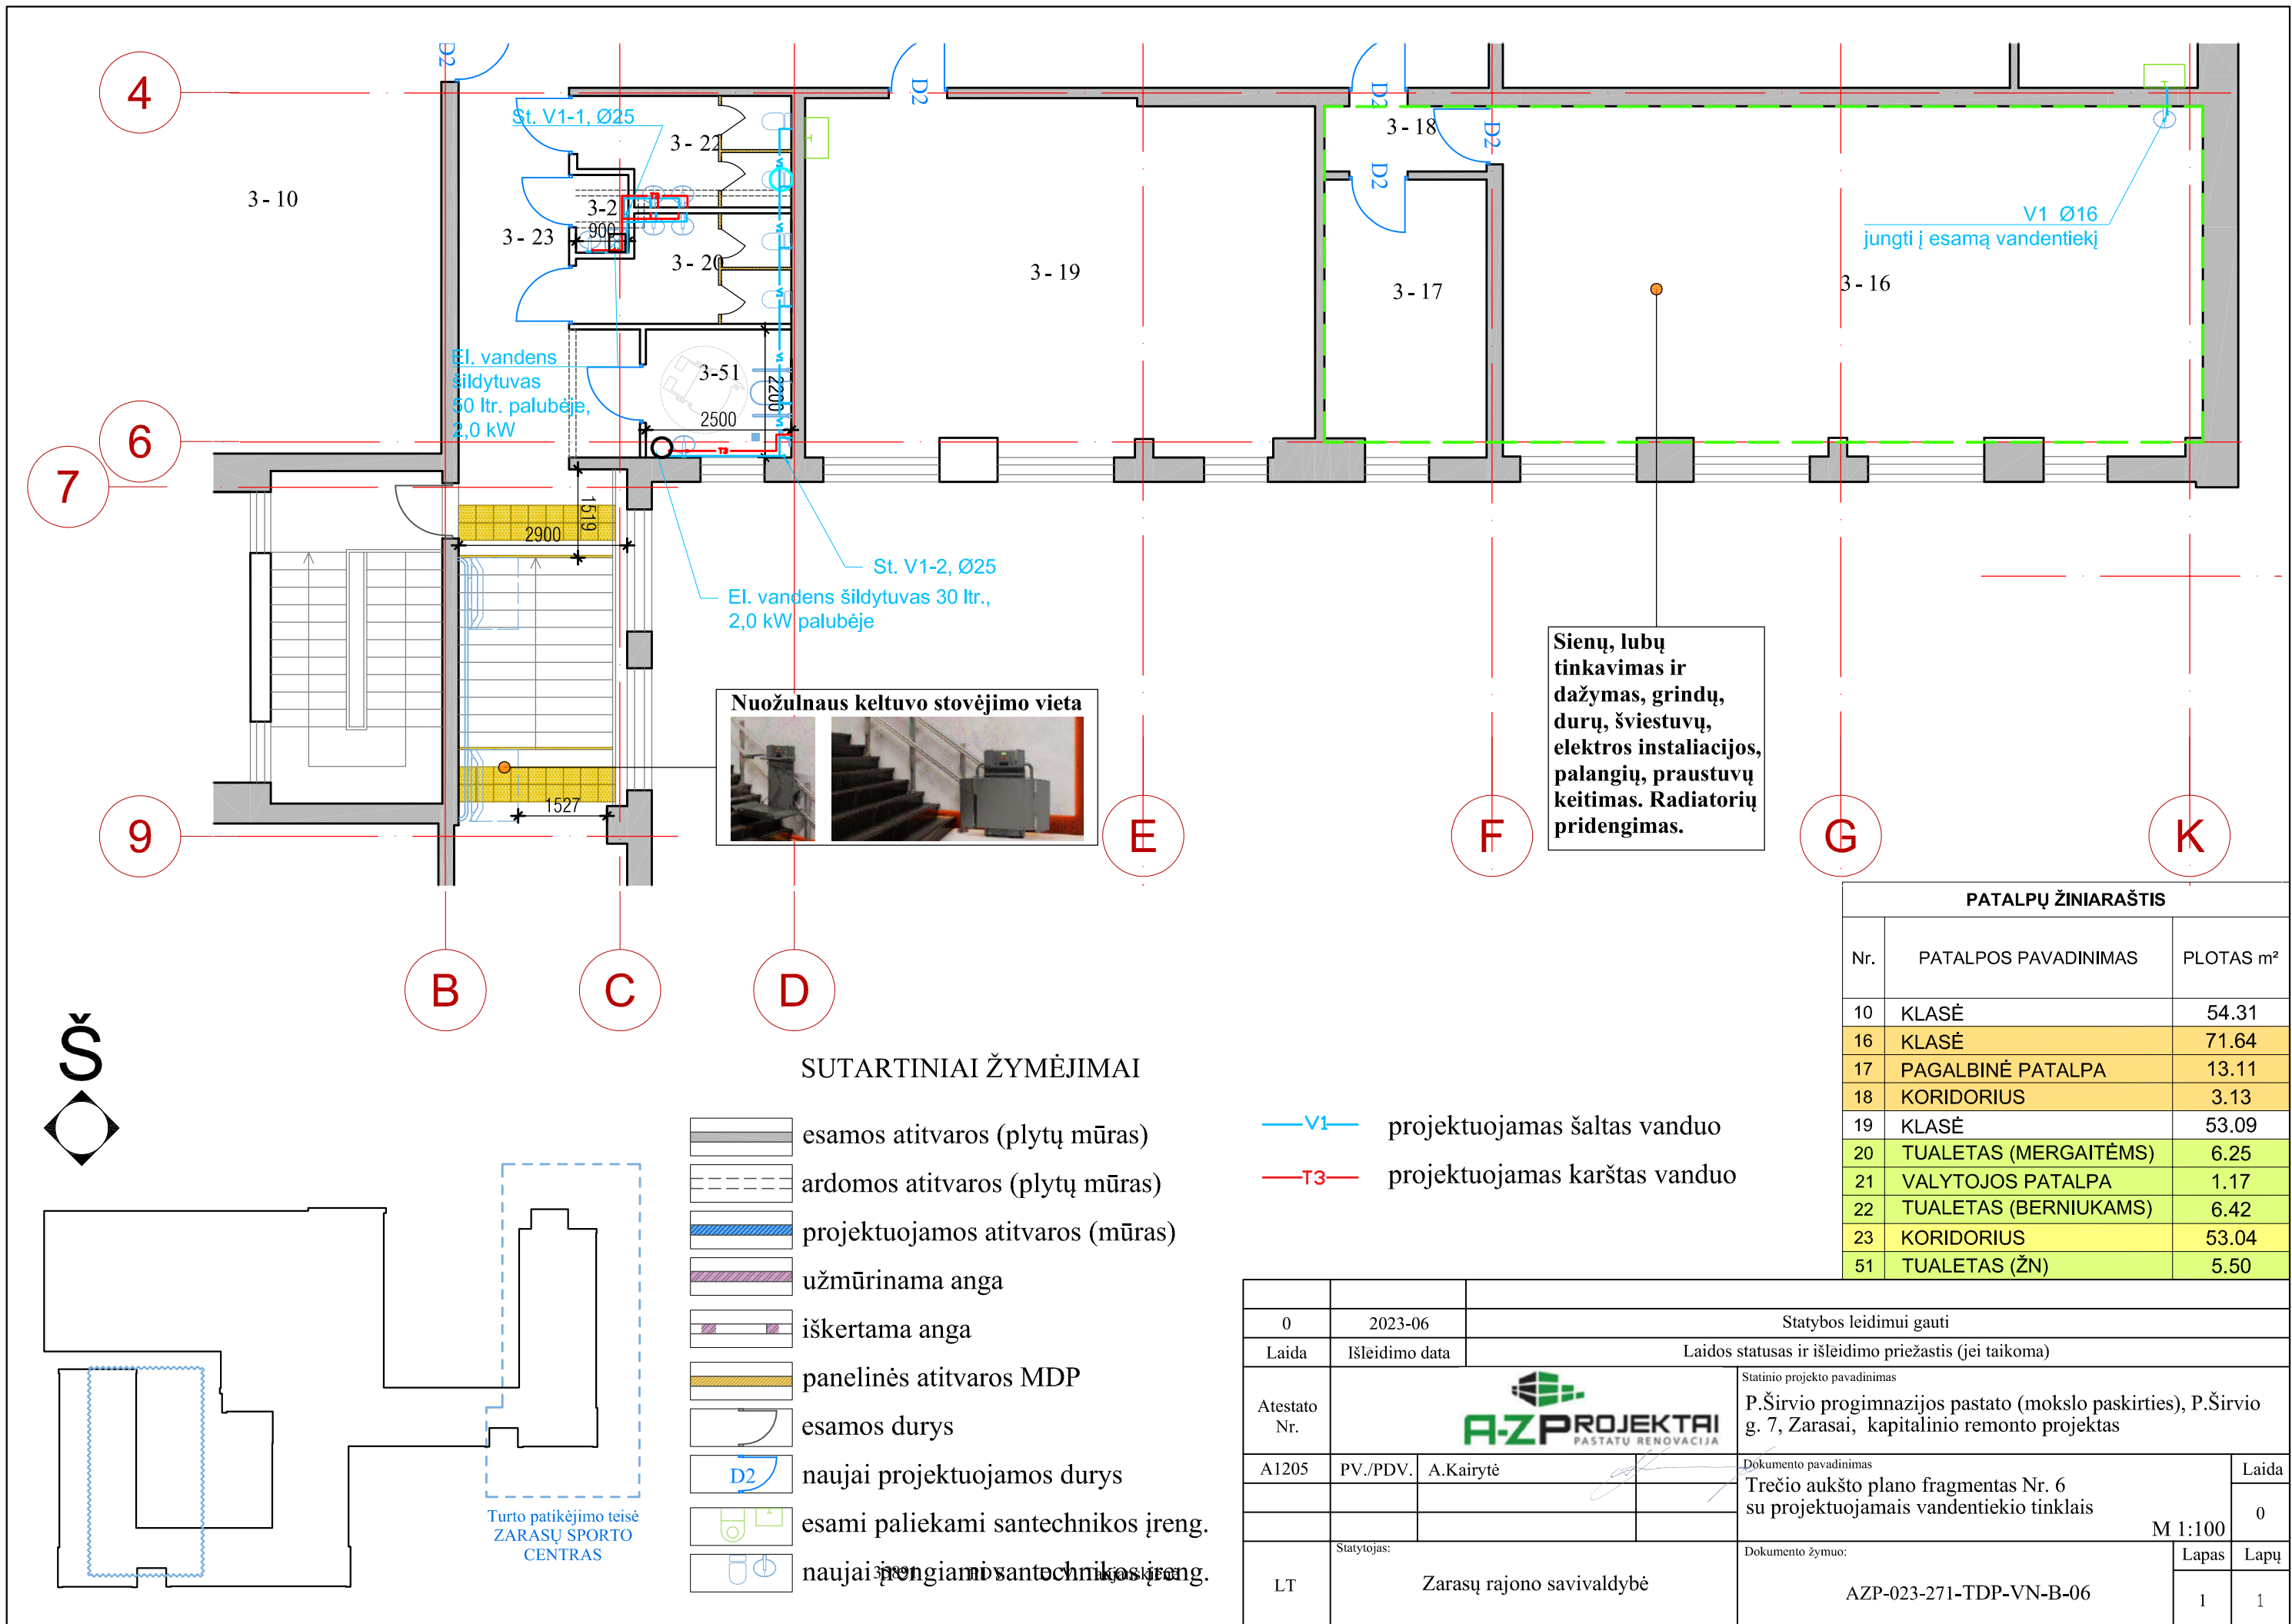 4
6
7
9
B
C
D
E
F
G
K
D2
D2
D2
D2
D2
St. V1-1, Ø25
3 - 22
3 - 10
3-2
900
3 - 23
3 - 20
3 - 19
3 - 18
3 - 17
3 - 16
V1 Ø16
jungti į esamą vandentiekį
El. vandens
šildytuvas
50 ltr. palubėje,
2,0 kW
3-51
2200
2500
T3
1519
2900
1527
St. V1-2, Ø25
El. vandens šildytuvas 30 ltr.,
2,0 kW palubėje
Nuožulnaus keltuvo stovėjimo vieta
Sienų, lubų
tinkavimas ir
dažymas, grindų,
durų, šviestuvų,
elektros instaliacijos,
palangių, praustuvų
keitimas. Radiatorių
pridengimas.
PATALPŲ ŽINIARAŠTIS
Nr. PATALPOS PAVADINIMAS PLOTAS m²
10 KLASĖ 54.31
16 KLASĖ 71.64
17 PAGALBINĖ PATALPA 13.11
18 KORIDORIUS 3.13
19 KLASĖ 53.09
20 TUALETAS (MERGAITĖMS) 6.25
21 VALYTOJOS PATALPA 1.17
22 TUALETAS (BERNIUKAMS) 6.42
23 KORIDORIUS 53.04
51 TUALETAS (ŽN) 5.50
Š
SUTARTINIAI ŽYMĖJIMAI
esamos atitvaros (plytų mūras)
ardomos atitvaros (plytų mūras)
projektuojamos atitvaros (mūras)
užmūrinama anga
iškertama anga
panelinės atitvaros MDP
esamos durys
D2 naujai projektuojamos durys
esami paliekami santechnikos įreng.
naujai įrengiami santechnikos įreng.
V1 projektuojamas šaltas vanduo
T3 projektuojamas karštas vanduo
Turto patikėjimo teisė
ZARASŲ SPORTO
CENTRAS
0 2023-06 Statybos leidimui gauti
Laida Išleidimo data Laidos statusas ir išleidimo priežastis (jei taikoma)
Atestato
Nr.
A-Z PROJEKTAI
PASTATŲ RENOVACIJA
Statinio projekto pavadinimas
P.Širvio progimnazijos pastato (mokslo paskirties), P.Širvio
g. 7, Zarasai, kapitalinio remonto projektas
A1205 PV./PDV. A.Kairytė
Dokumento pavadinimas
Trečio aukšto plano fragmentas Nr. 6
su projektuojamais vandentiekio tinklais
M 1:100
Laida
0
LT
Statytojas:
Zarasų rajono savivaldybė
Dokumento žymuo:
AZP-023-271-TDP-VN-B-06
Lapas Lapų
1 1